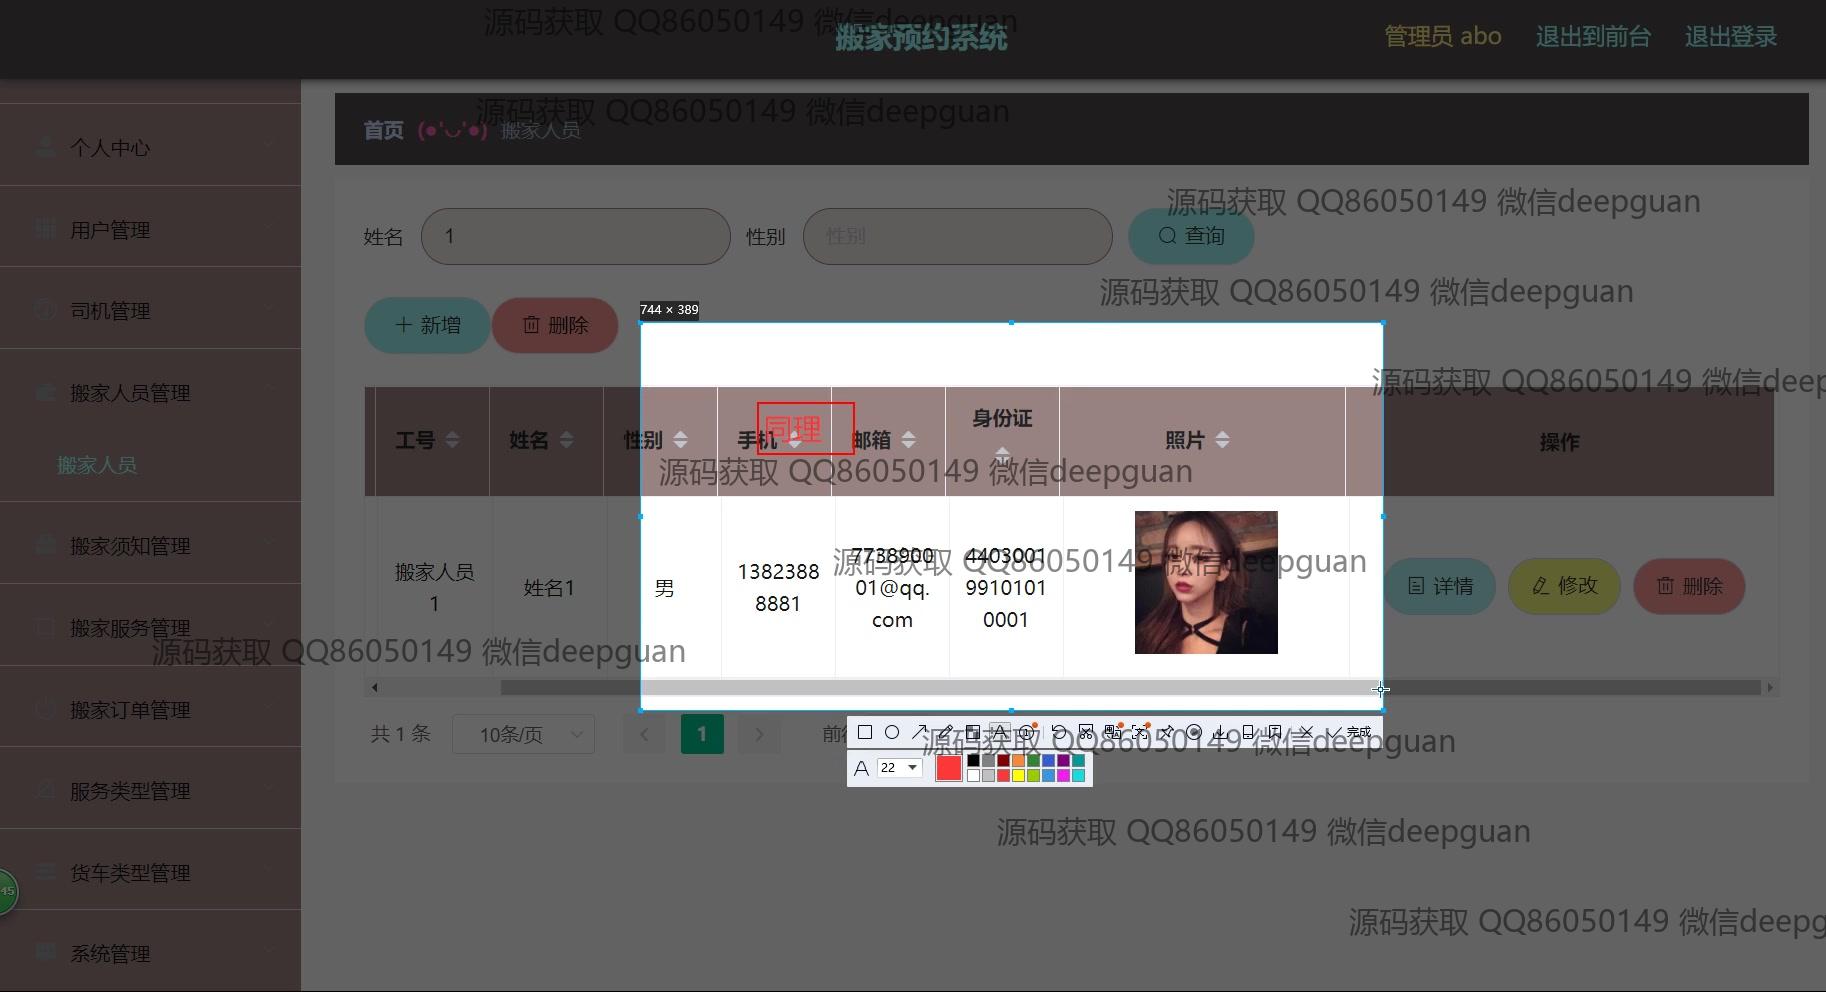 源码获取 QQ86050149 微信deepguan
搬家预约系统
管理员 abo
退出到前台
退出登录
源码获取 QQ86050149 微信deepguan
首页 (●'◡'●) 搬家人员
个人中心
用户管理
司机管理
搬家人员管理
搬家人员
搬家须知管理
搬家服务管理
搬家订单管理
服务类型管理
货车类型管理
系统管理
45
源码获取 QQ86050149 微信deepguan
姓名 1 性别 性别 查询
源码获取 QQ86050149 微信deepguan
新增 删除
744 × 389
源码获取 QQ86050149 微信deep
工号 姓名 性别 手机 邮箱 身份证 照片 操作
同理
源码获取 QQ86050149 微信deepguan
搬家人员
1
姓名1
男
1382388
8881
7738900
01@qq.
com
4403001
9910101
0001
详情 修改 删除
源码获取 QQ86050149 微信deepguan
源码获取 QQ86050149 微信deepguan
共 1 条 10条/页 1 前
完成
源码获取 QQ86050149 微信deepguan
A 22
源码获取 QQ86050149 微信deepguan
源码获取 QQ86050149 微信deepg